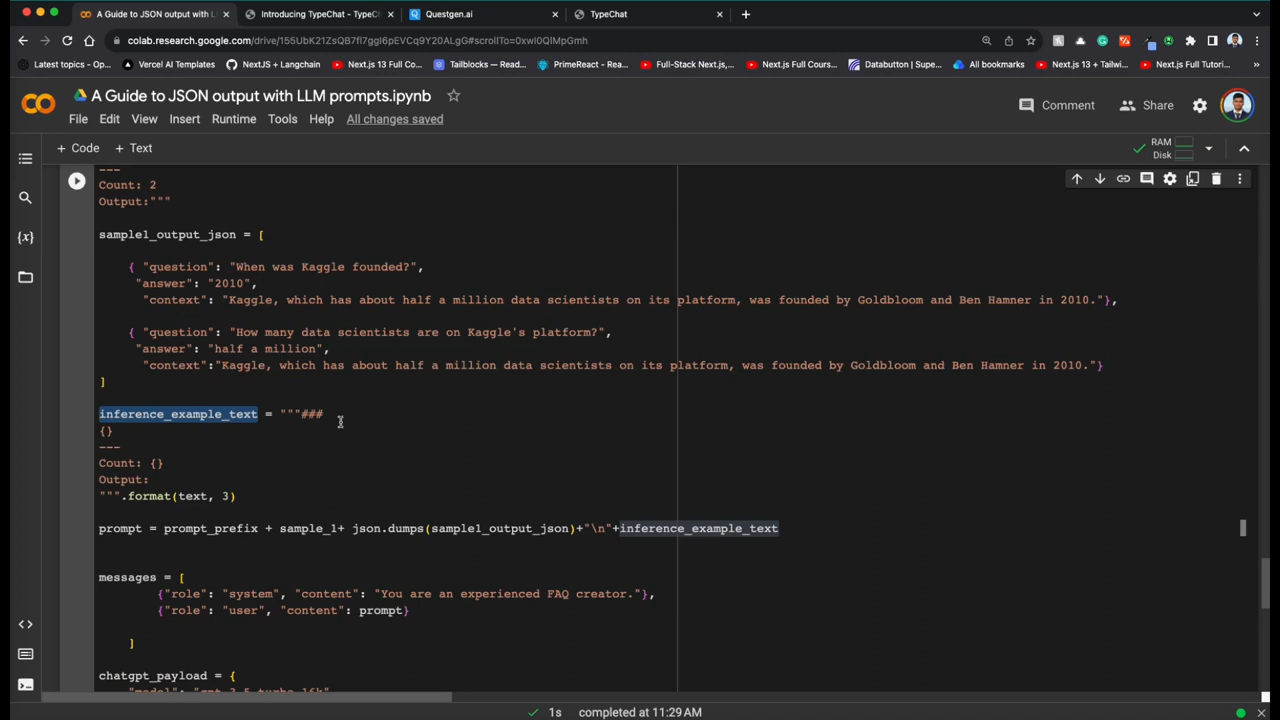 A Guide to JSON output with L
Introducing TypeChat - TypeC
Questgen.ai
TypeChat
colab.research.google.com/drive/155UbK21ZsQB7fl7ggI6pEVCq9Y20ALgG#scrollTo=0xwl0QIMpGmh
Latest topics - Op...
Vercel AI Templates
NextJS + Langchain
Next.js 13 Full Co...
Tailblocks — Read...
PrimeReact - Rea...
Full-Stack Next.js,...
Next.js Full Cours...
Databutton | Supe...
All bookmarks
Next.js 13 + Tailwi...
Next.js Full Tutori...
A Guide to JSON output with LLM prompts.ipynb
Comment
Share
File Edit View Insert Runtime Tools Help All changes saved
+ Code + Text
RAM
Disk
---
Count: 2
Output:"""
sample1_output_json = [
{ "question": "When was Kaggle founded?",
"answer": "2010",
"context": "Kaggle, which has about half a million data scientists on its platform, was founded by Goldbloom and Ben Hamner in 2010."},
{ "question": "How many data scientists are on Kaggle's platform?",
"answer": "half a million",
"context":"Kaggle, which has about half a million data scientists on its platform, was founded by Goldbloom and Ben Hamner in 2010."}
]
inference_example_text = """###
{}
---
Count: {}
Output:
""".format(text, 3)
prompt = prompt_prefix + sample_1+ json.dumps(sample1_output_json)+"\n"+inference_example_text
messages = [
{"role": "system", "content": "You are an experienced FAQ creator."},
{"role": "user", "content": prompt}
]
chatgpt_payload = {
"model": "gpt-3.5-turbo-16k"
1s completed at 11:29 AM